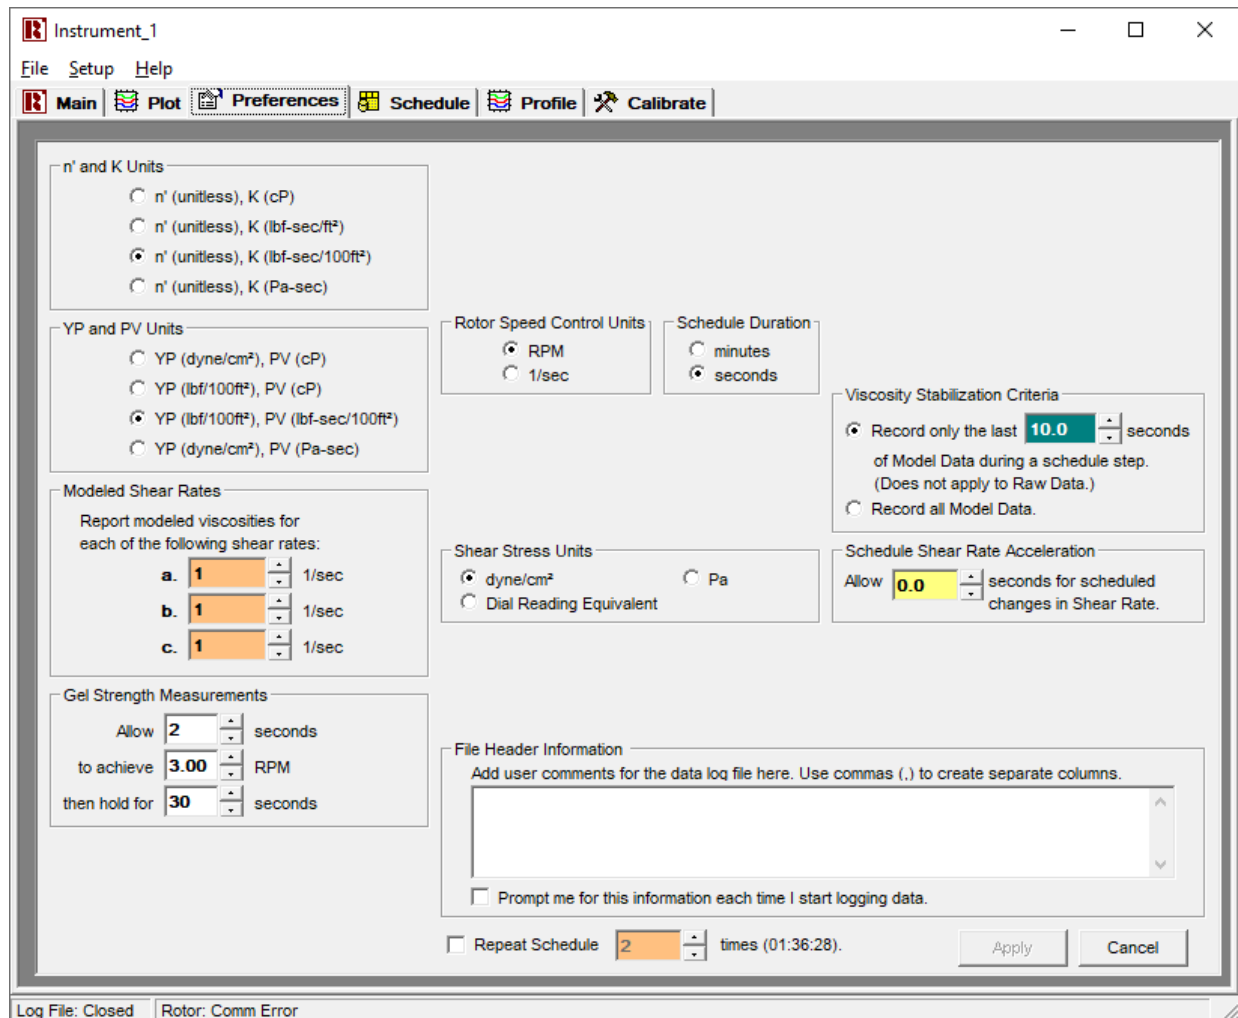 Instrument_1
File Setup Help
Main Plot Preferences Schedule Profile Calibrate
n' and K Units
n' (unitless), K (cP)
n' (unitless), K (lbf-sec/ft²)
n' (unitless), K (lbf-sec/100ft²)
n' (unitless), K (Pa-sec)
YP and PV Units
YP (dyne/cm²), PV (cP)
YP (lbf/100ft²), PV (cP)
YP (lbf/100ft²), PV (lbf-sec/100ft²)
YP (dyne/cm²), PV (Pa-sec)
Modeled Shear Rates
Report modeled viscosities for
each of the following shear rates:
a. 1 1/sec
b. 1 1/sec
c. 1 1/sec
Gel Strength Measurements
Allow 2 seconds
to achieve 3.00 RPM
then hold for 30 seconds
Rotor Speed Control Units
RPM
1/sec
Schedule Duration
minutes
seconds
Viscosity Stabilization Criteria
Record only the last 10.0 seconds
of Model Data during a schedule step.
(Does not apply to Raw Data.)
Record all Model Data.
Shear Stress Units
dyne/cm² Pa
Dial Reading Equivalent
Schedule Shear Rate Acceleration
Allow 0.0 seconds for scheduled
changes in Shear Rate.
File Header Information
Add user comments for the data log file here. Use commas (,) to create separate columns.
Prompt me for this information each time I start logging data.
Repeat Schedule 2 times (01:36:28).
Apply Cancel
Log File: Closed Rotor: Comm Error